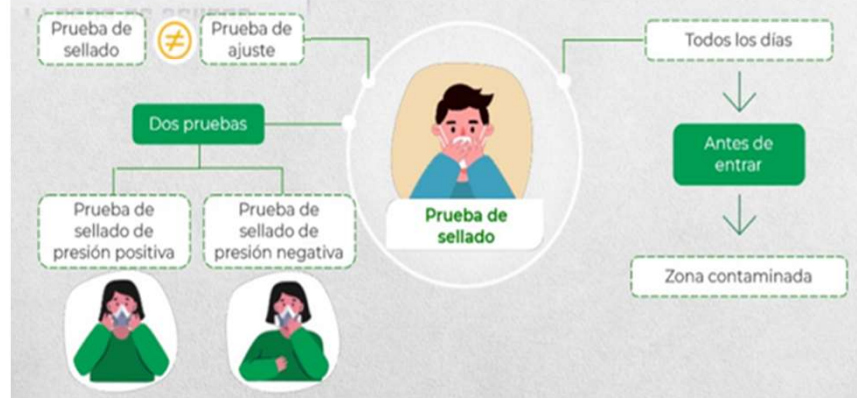 Prueba de
sellado
≠
Prueba de
ajuste
Dos pruebas
Prueba de
sellado de
presión positiva
Prueba de
sellado de
presión negativa
Prueba de
sellado
Todos los días
Antes de
entrar
Zona contaminada